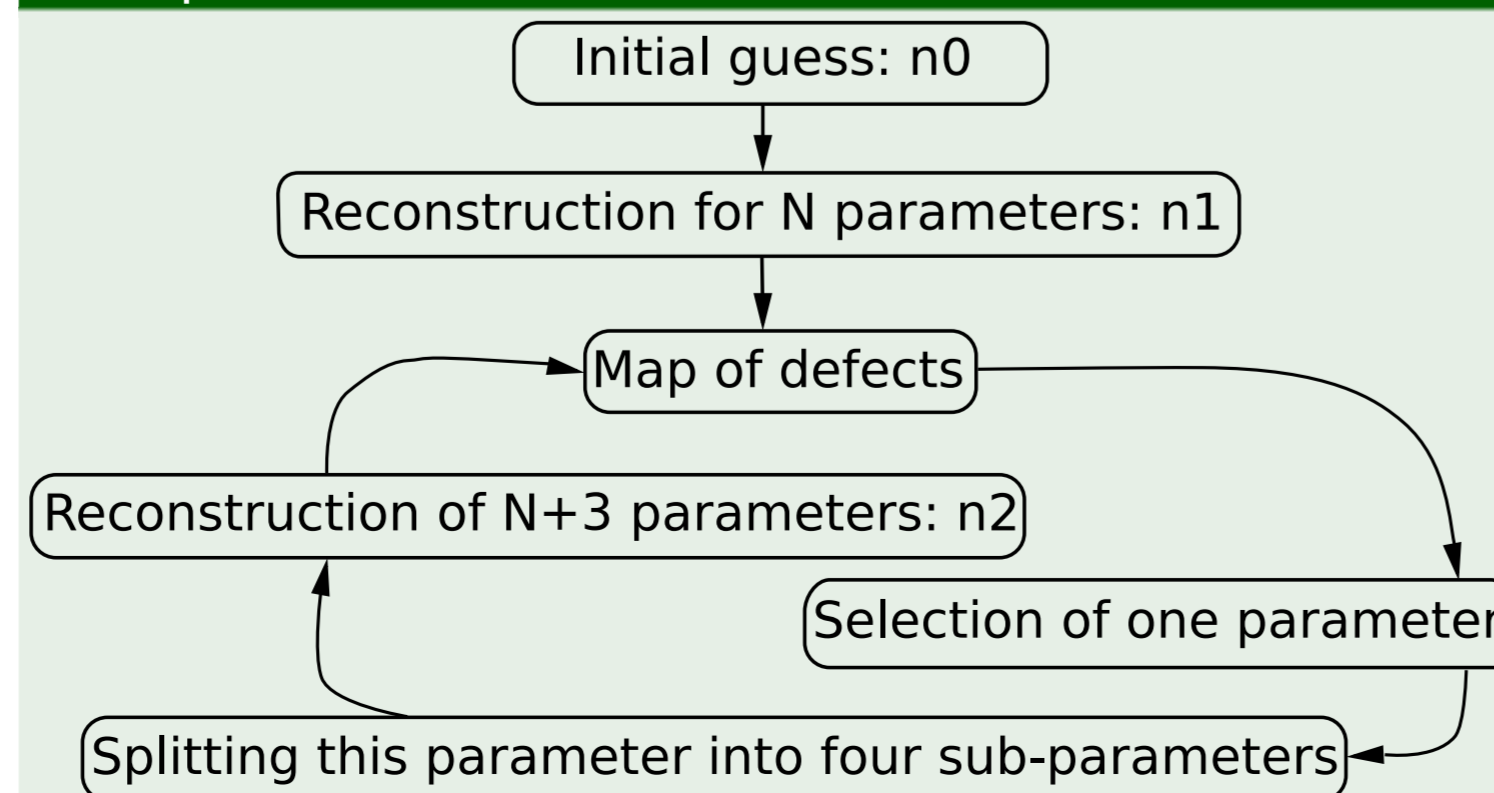 Initial guess: n0
Reconstruction for N parameters: n1
Map of defects
Reconstruction of N+3 parameters: n2
Selection of one parameter
Splitting this parameter into four sub-parameters